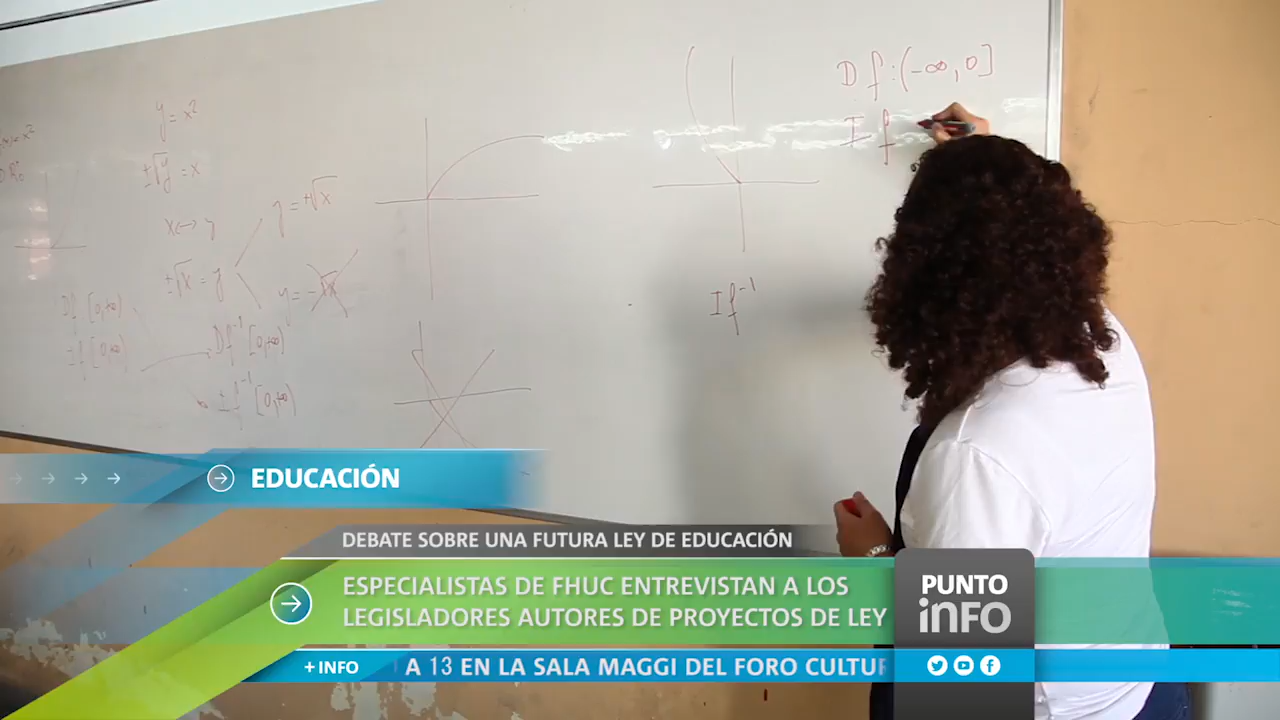 y = x²
±√y = x
x ↔ y
±√x = y
y = +√x
y = -√x
Df [0,+∞)
If [0,+∞)
Df⁻¹ [0,+∞)
If⁻¹ [0,+∞)
D f : (-∞, 0]
I f
If⁻¹
EDUCACIÓN
DEBATE SOBRE UNA FUTURA LEY DE EDUCACIÓN
ESPECIALISTAS DE FHUC ENTREVISTAN A LOS
LEGISLADORES AUTORES DE PROYECTOS DE LEY
PUNTO
iNFO
+ INFO
A 13 EN LA SALA MAGGI DEL FORO CULTUR